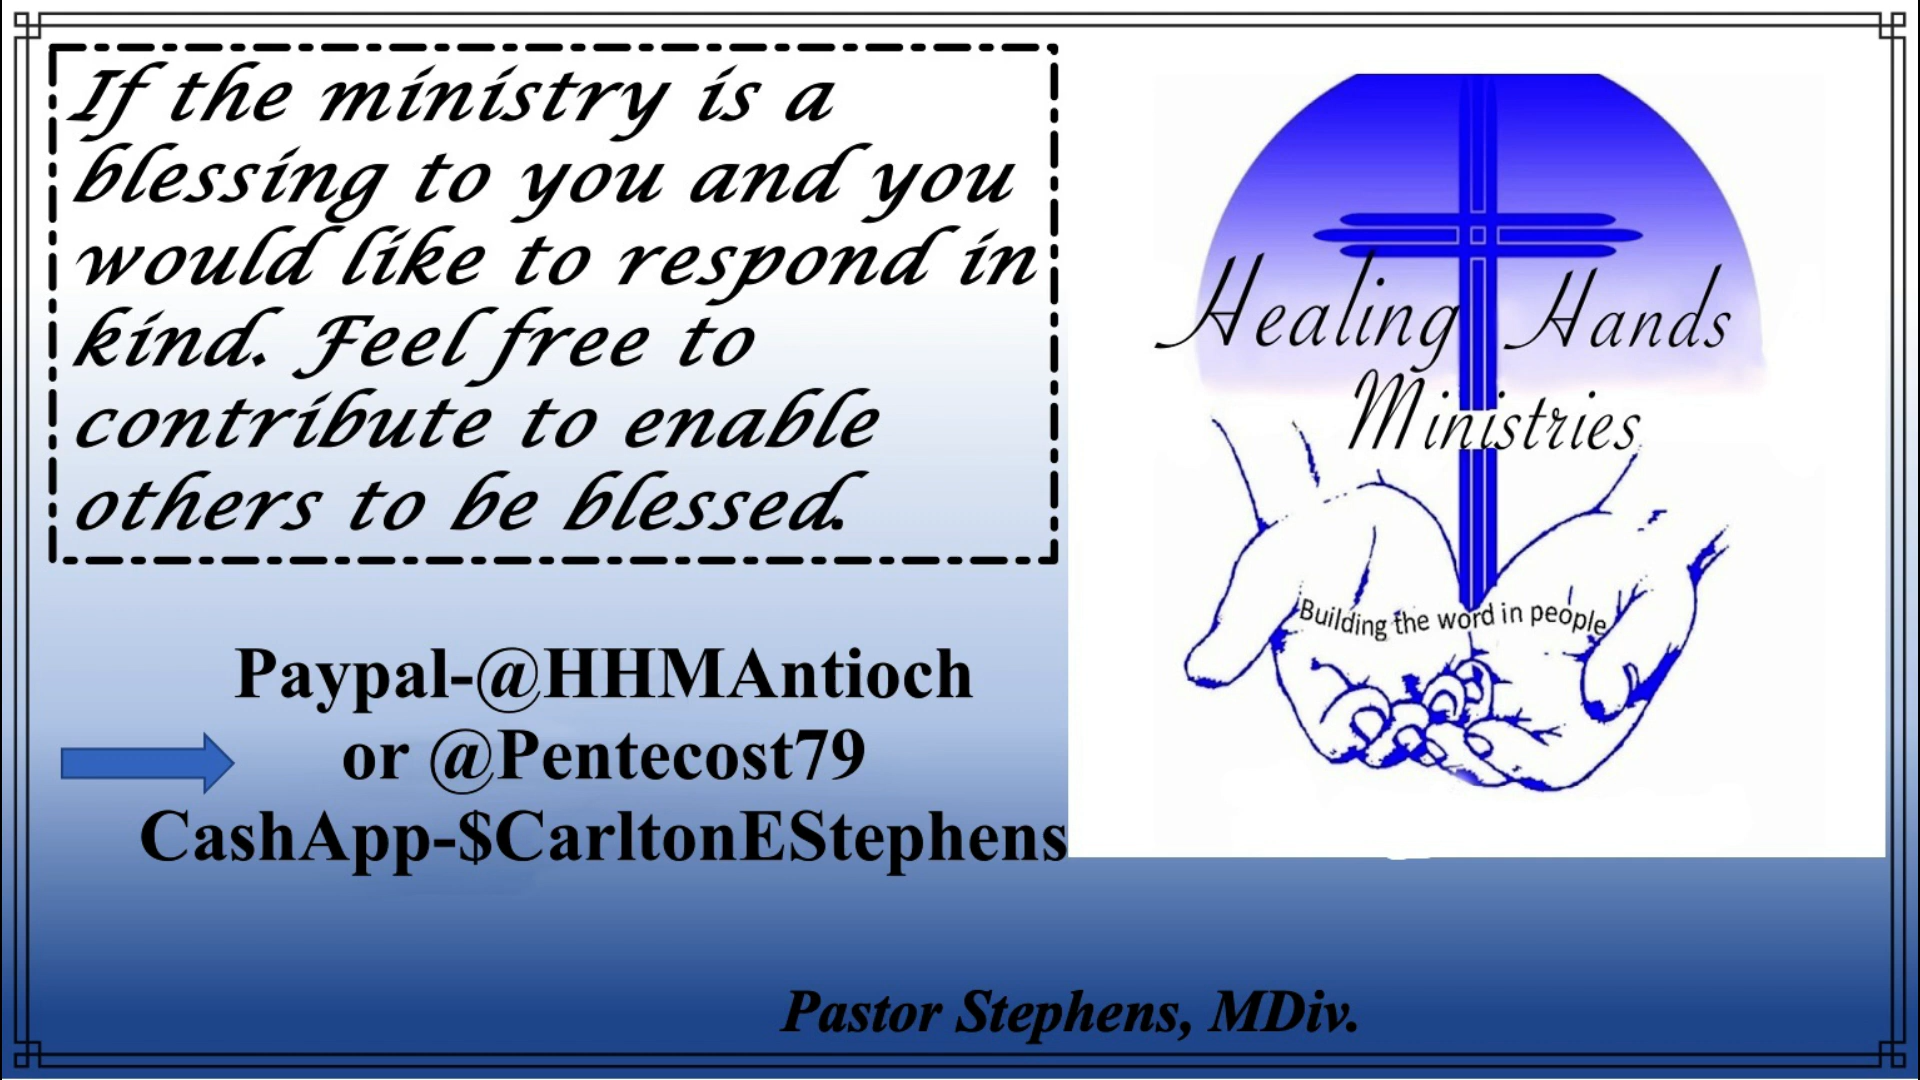 If the ministry is a
blessing to you and you
would like to respond in
kind. Feel free to
contribute to enable
others to be blessed.
Paypal-@HHMAntioch
or @Pentecost79
CashApp-$CarltonEStephens
Healing Hands
Ministries
Building the word in people
Pastor Stephens, MDiv.